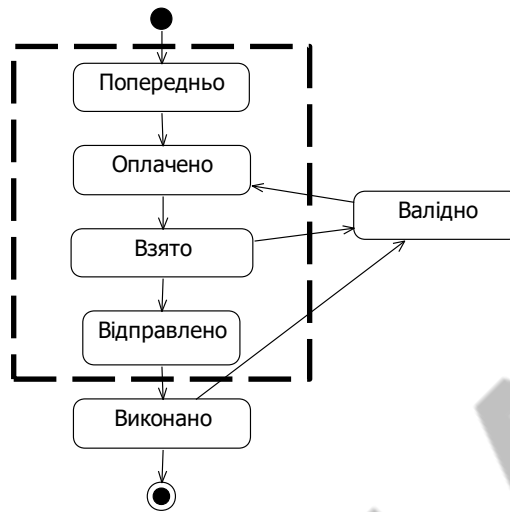 Попередньо
Оплачено
Валідно
Взято
Відправлено
Виконано